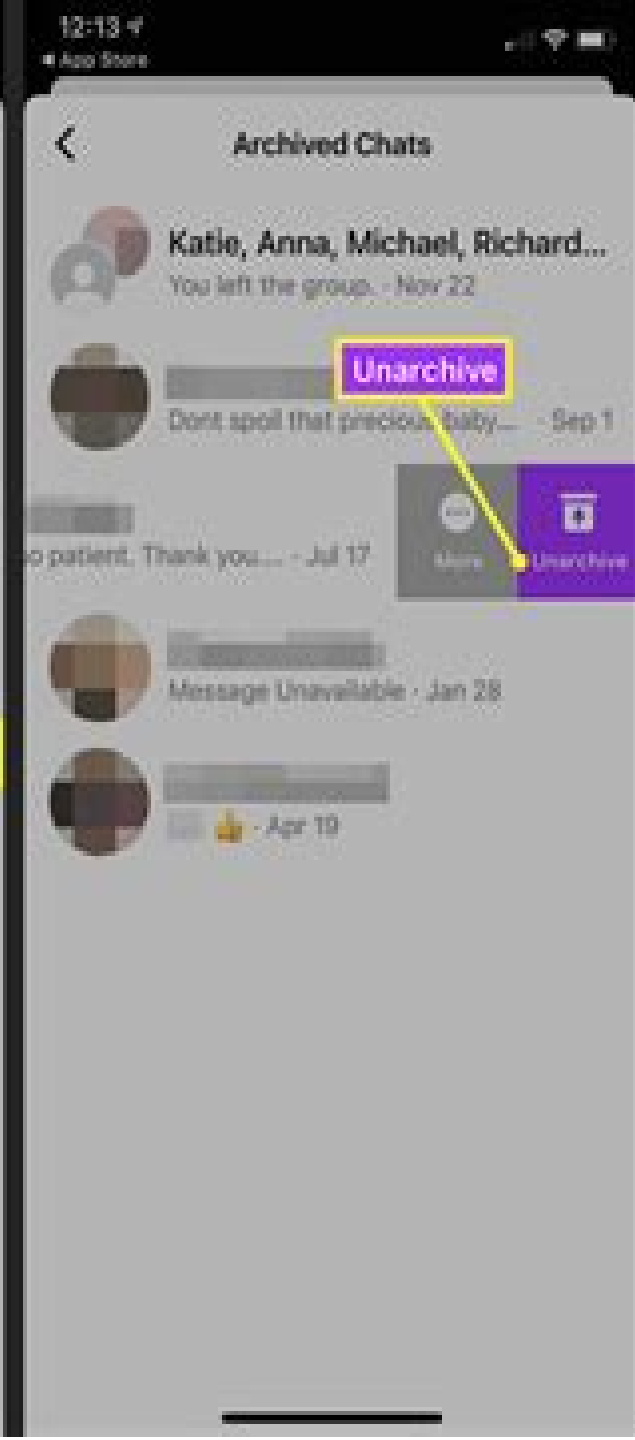 12:13
App Store
Archived Chats
Katie, Anna, Michael, Richard...
You left the group. · Nov 22
Unarchive
Dont spoil that precious baby... · Sep 1
o patient. Thank you.... · Jul 17
More
Unarchive
Message Unavailable · Jan 28
👍 · Apr 19